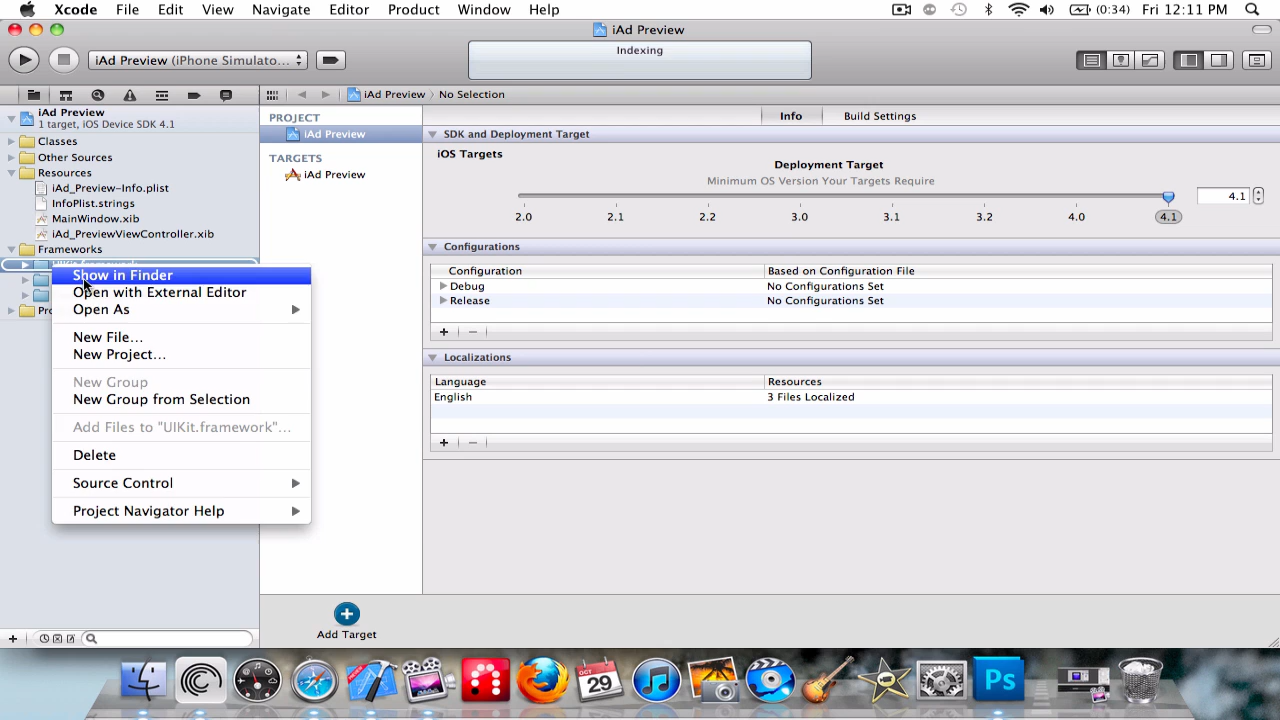 Xcode File Edit View Navigate Editor Product Window Help (0:34) Fri 12:11 PM
iAd Preview
iAd Preview (iPhone Simulato... Indexing
iAd Preview
1 target, iOS Device SDK 4.1
iAd Preview No Selection
Classes
Other Sources
Resources
iAd_Preview-Info.plist
InfoPlist.strings
MainWindow.xib
iAd_PreviewViewController.xib
Frameworks
Show in Finder
Open with External Editor
Open As
New File...
New Project...
New Group
New Group from Selection
Add Files to "UIKit.framework"...
Delete
Source Control
Project Navigator Help
PROJECT
iAd Preview
TARGETS
iAd Preview
Add Target
Info Build Settings
SDK and Deployment Target
iOS Targets
Deployment Target
Minimum OS Version Your Targets Require
4.1
2.0 2.1 2.2 3.0 3.1 3.2 4.0 4.1
Configurations
Configuration Based on Configuration File
Debug No Configurations Set
Release No Configurations Set
Localizations
Language Resources
English 3 Files Localized
OCT
29
Ps